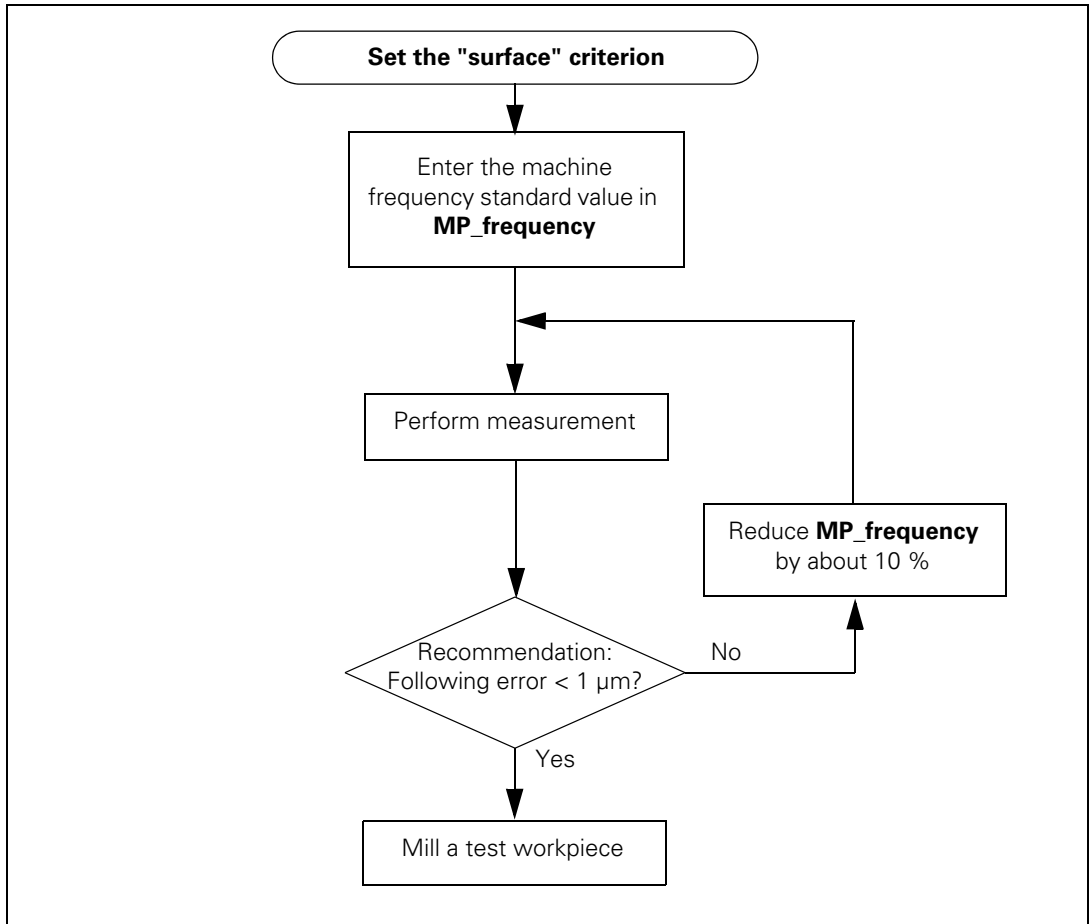 Set the "surface" criterion
Enter the machine
frequency standard value in
MP_frequency
Perform measurement
Reduce MP_frequency
by about 10 %
Recommendation:
Following error < 1 µm?
No
Yes
Mill a test workpiece